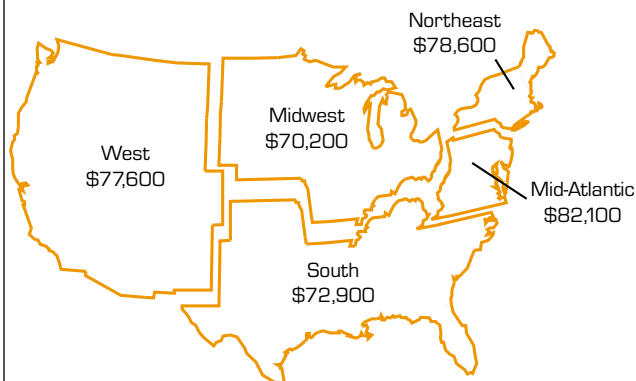 Northeast
$78,600
Midwest
$70,200
West
$77,600
Mid-Atlantic
$82,100
South
$72,900